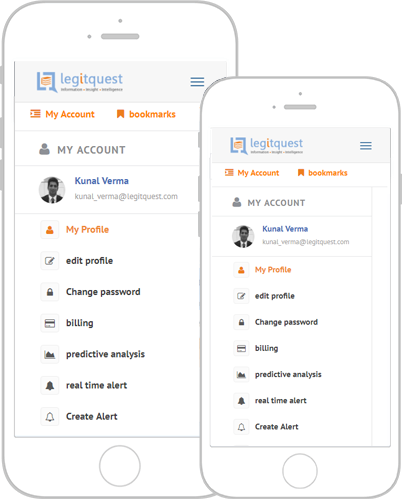 legitquest
Information - Insight - Intelligence
My Account bookmarks
MY ACCOUNT
Kunal Verma
kunal_verma@legitquest.com
My Profile
edit profile
Change password
billing
predictive analysis
real time alert
Create Alert
legitquest
Information - Insight - Intelligence
My Account bookmarks
MY ACCOUNT
Kunal Verma
kunal_verma@legitquest.com
My Profile
edit profile
Change password
billing
predictive analysis
real time alert
Create Alert